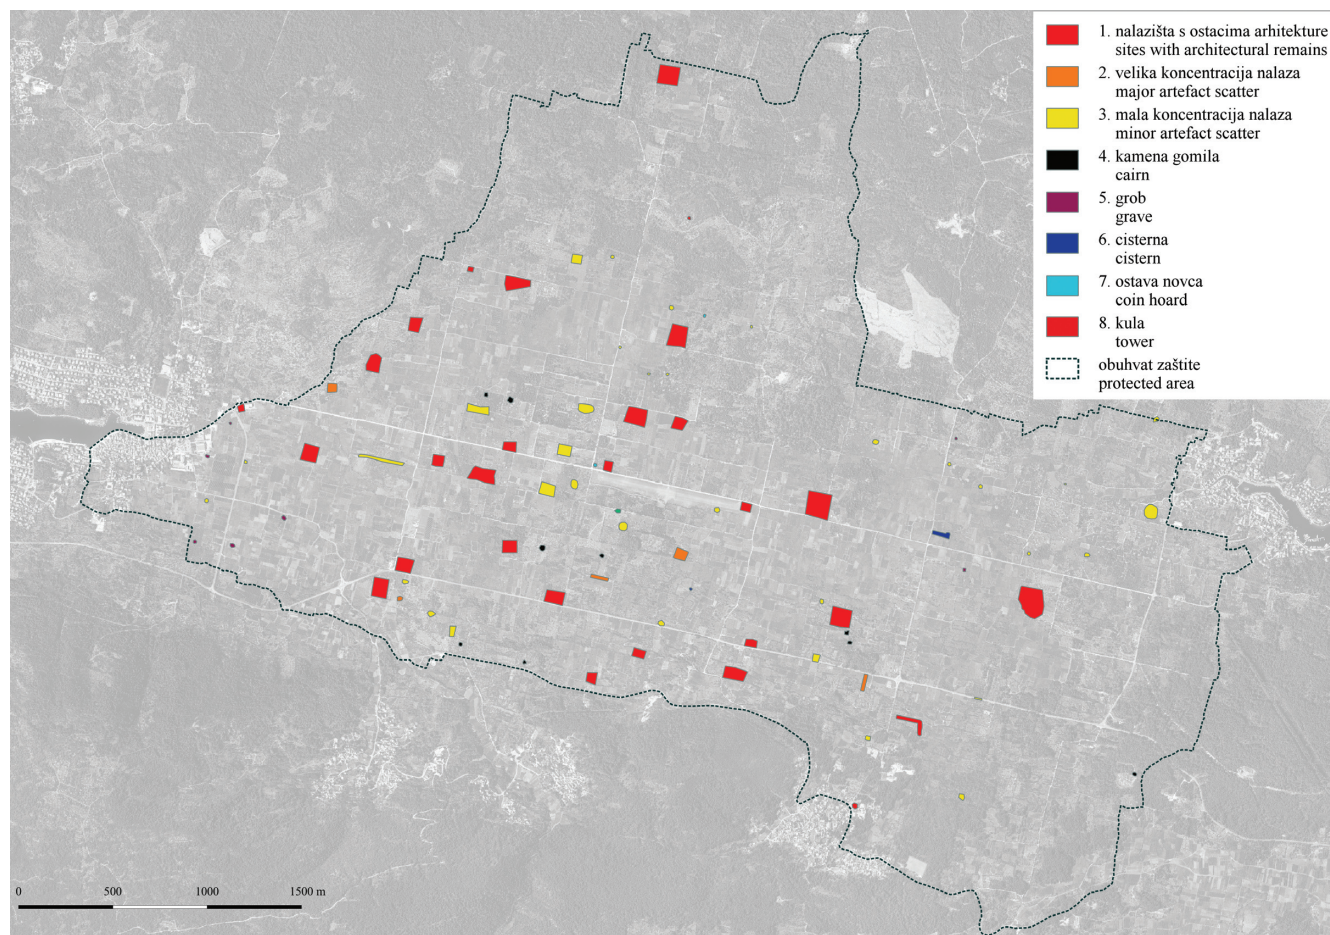 1. nalazišta s ostacima arhitekture
sites with architectural remains
2. velika koncentracija nalaza
major artefact scatter
3. mala koncentracija nalaza
minor artefact scatter
4. kamena gomila
cairn
5. grob
grave
6. cisterna
cistern
7. ostava novca
coin hoard
8. kula
tower
obuhvat zaštite
protected area
0 500 1000 1500 m